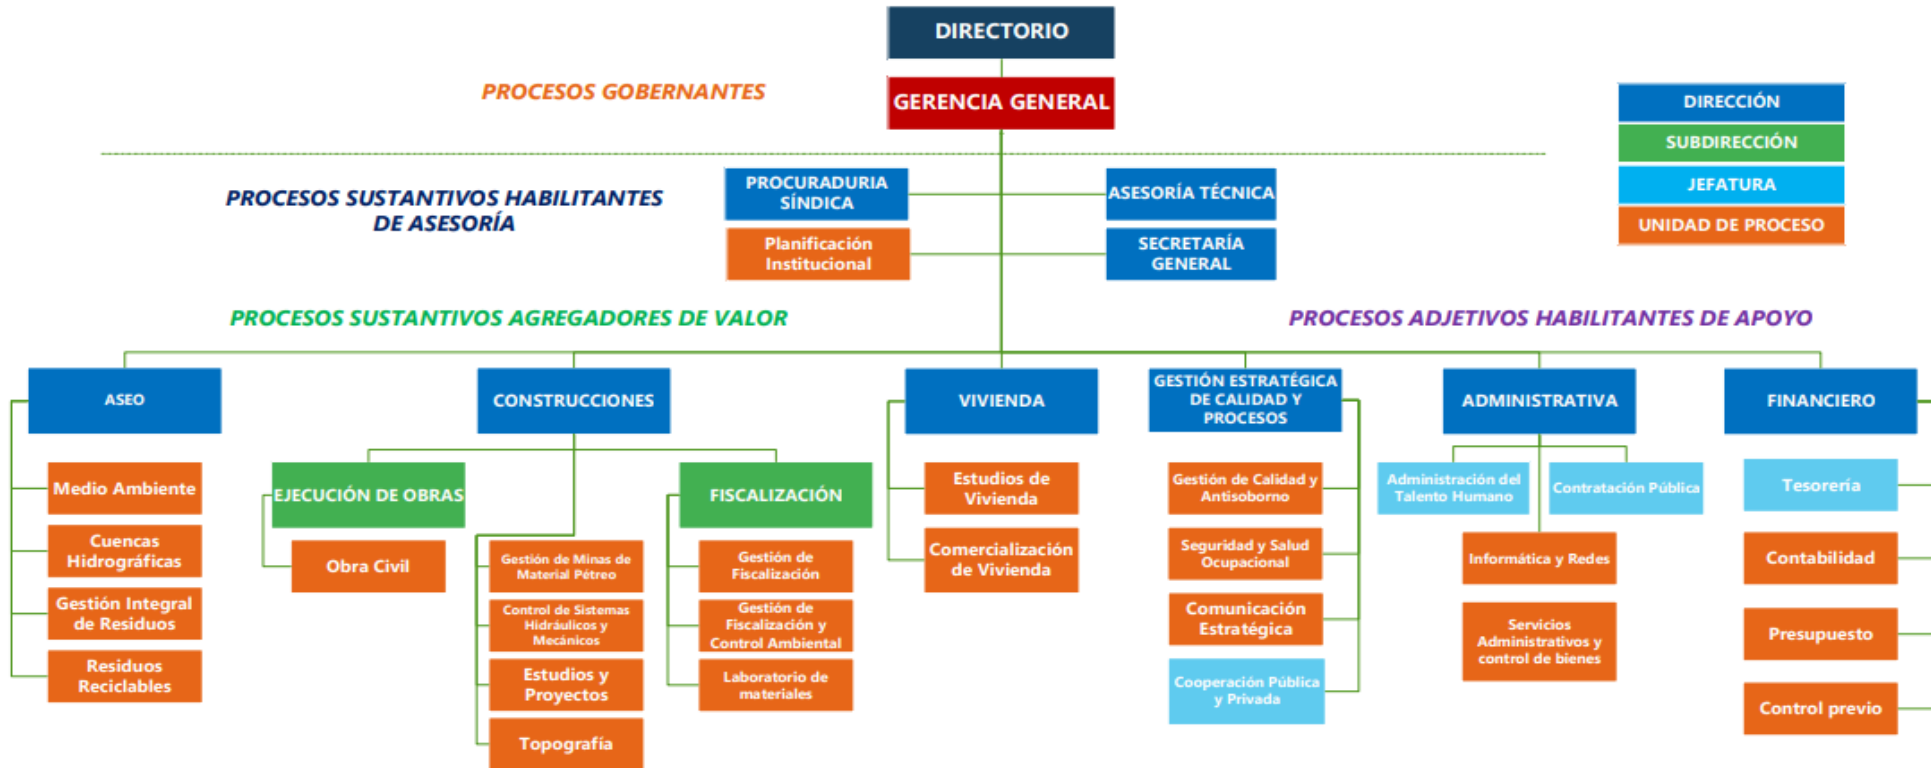 DIRECTORIO
PROCESOS GOBERNANTES
GERENCIA GENERAL
DIRECCIÓN
SUBDIRECCIÓN
JEFATURA
UNIDAD DE PROCESO
PROCESOS SUSTANTIVOS HABILITANTES
DE ASESORÍA
PROCURADURIA
SÍNDICA
ASESORÍA TÉCNICA
Planificación
Institucional
SECRETARÍA
GENERAL
PROCESOS SUSTANTIVOS AGREGADORES DE VALOR
PROCESOS ADJETIVOS HABILITANTES DE APOYO
ASEO
Medio Ambiente
Cuencas
Hidrográficas
Gestión Integral
de Residuos
Residuos
Reciclables
CONSTRUCCIONES
EJECUCIÓN DE OBRAS
Obra Civil
Gestión de Minas de
Material Pétreo
Control de Sistemas
Hidráulicos y
Mecánicos
Estudios y
Proyectos
Topografía
FISCALIZACIÓN
Gestión de
Fiscalización
Gestión de
Fiscalización y
Control Ambiental
Laboratorio de
materiales
VIVIENDA
Estudios de
Vivienda
Comercialización
de Vivienda
GESTIÓN ESTRATÉGICA
DE CALIDAD Y
PROCESOS
Gestión de Calidad y
Antisoborno
Seguridad y Salud
Ocupacional
Comunicación
Estratégica
Cooperación Pública
y Privada
ADMINISTRATIVA
Administración del
Talento Humano
Contratación Pública
Informática y Redes
Servicios
Administrativos y
control de bienes
FINANCIERO
Tesorería
Contabilidad
Presupuesto
Control previo